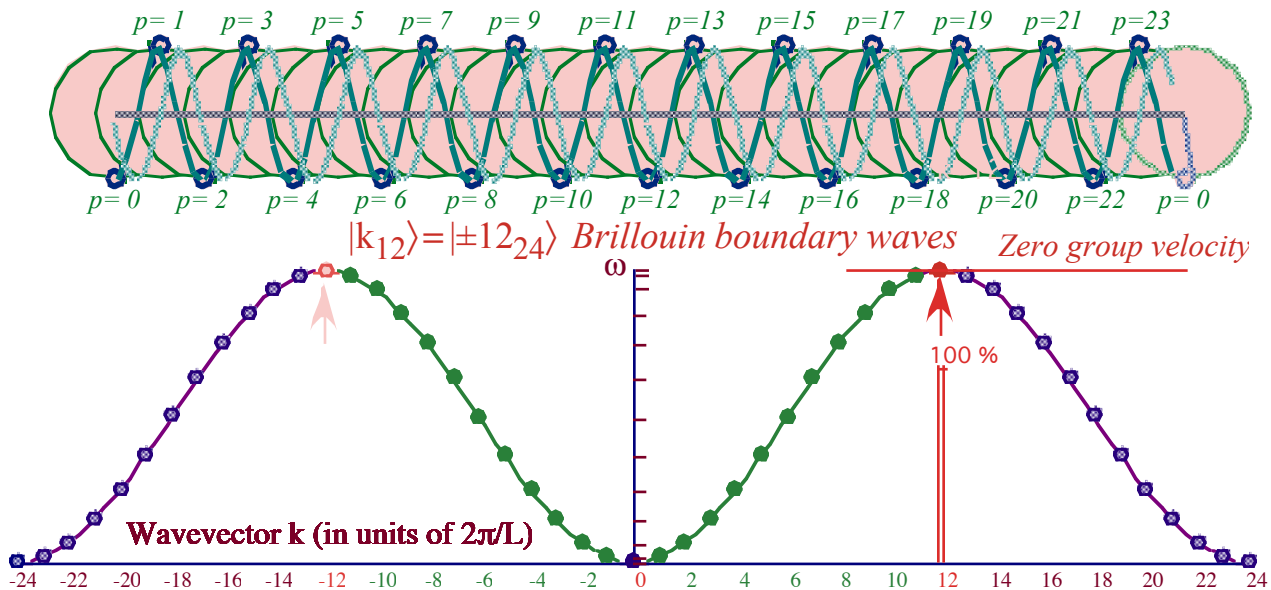 p= 1 p= 3 p= 5 p= 7 p= 9 p=11 p=13 p=15 p=17 p=19 p=21 p=23
p= 0 p= 2 p= 4 p= 6 p= 8 p=10 p=12 p=14 p=16 p=18 p=20 p=22 p= 0
|k₁₂⟩=|±12₂₄⟩ Brillouin boundary waves
Zero group velocity
ω
100 %
Wavevector k (in units of 2π/L)
-24 -22 -20 -18 -16 -14 -12 -10 -8 -6 -4 -2 0 2 4 6 8 10 12 14 16 18 20 22 24